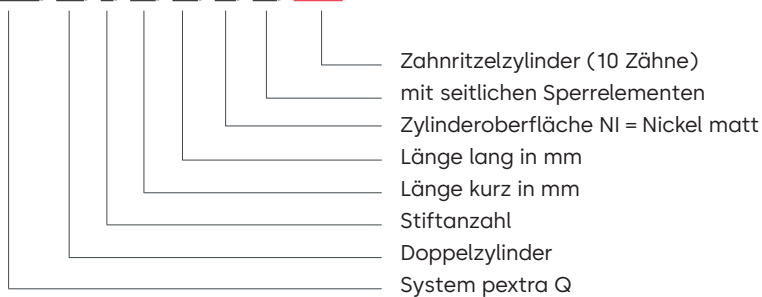 Zahnritzelzylinder (10 Zähne)
mit seitlichen Sperrelementen
Zylinderoberfläche NI = Nickel matt
Länge lang in mm
Länge kurz in mm
Stiftanzahl
Doppelzylinder
System pextra Q